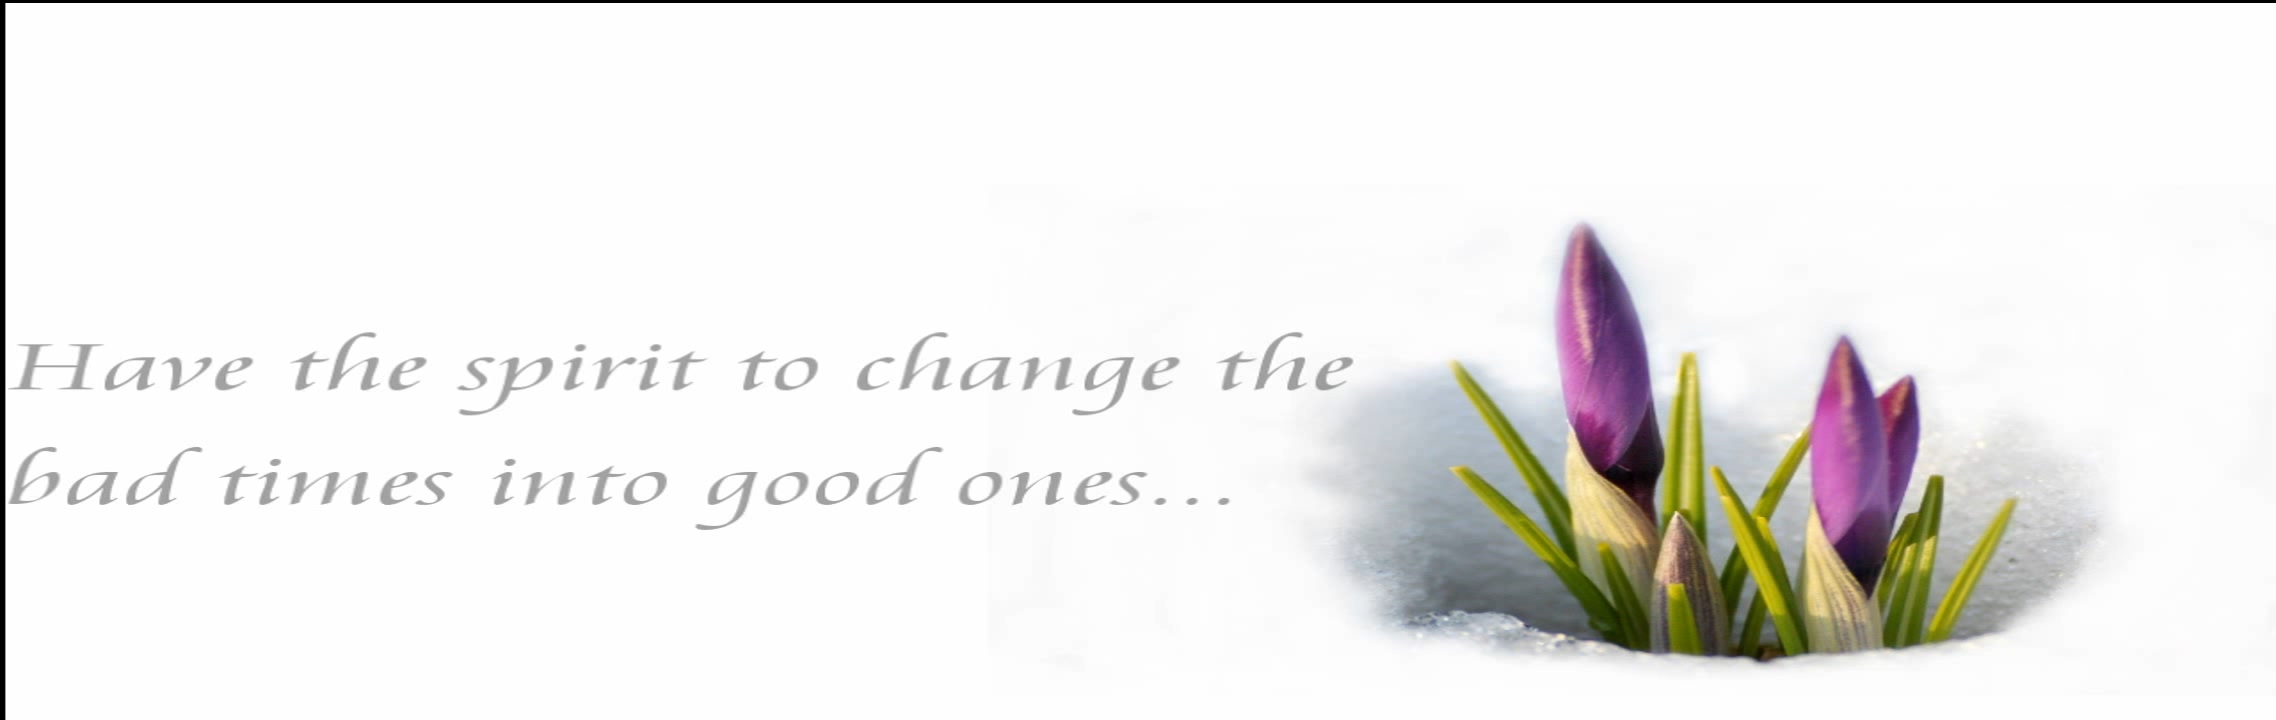 Have the spirit to change the
bad times into good ones...